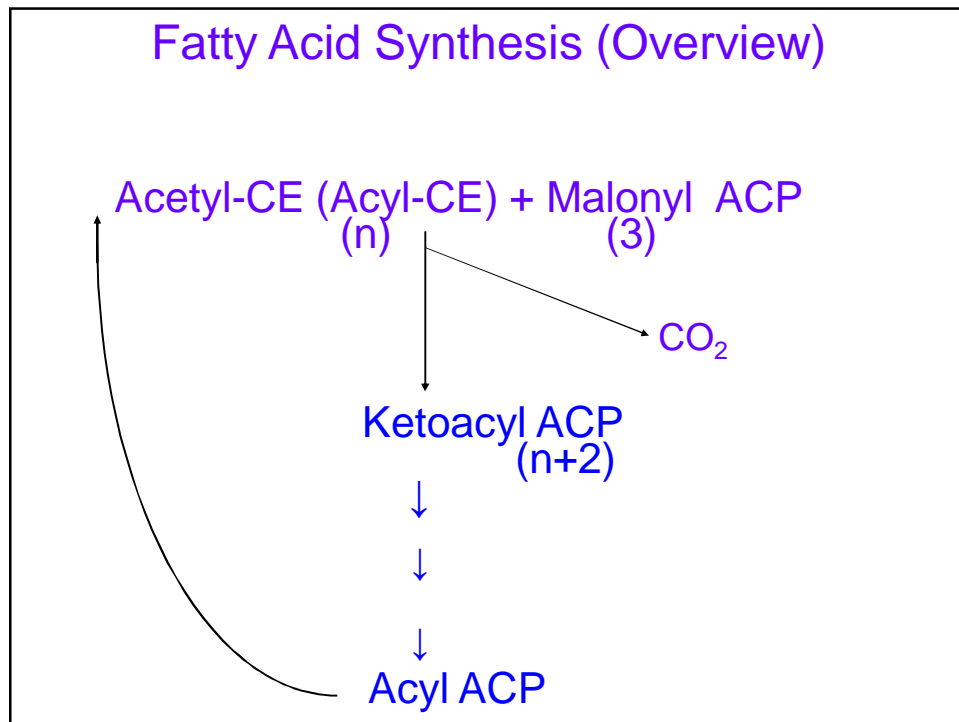 Fatty Acid Synthesis (Overview)
Acetyl-CE (Acyl-CE) + Malonyl ACP
(n) (3)
CO₂
Ketoacyl ACP
(n+2)
↓
↓
↓
Acyl ACP